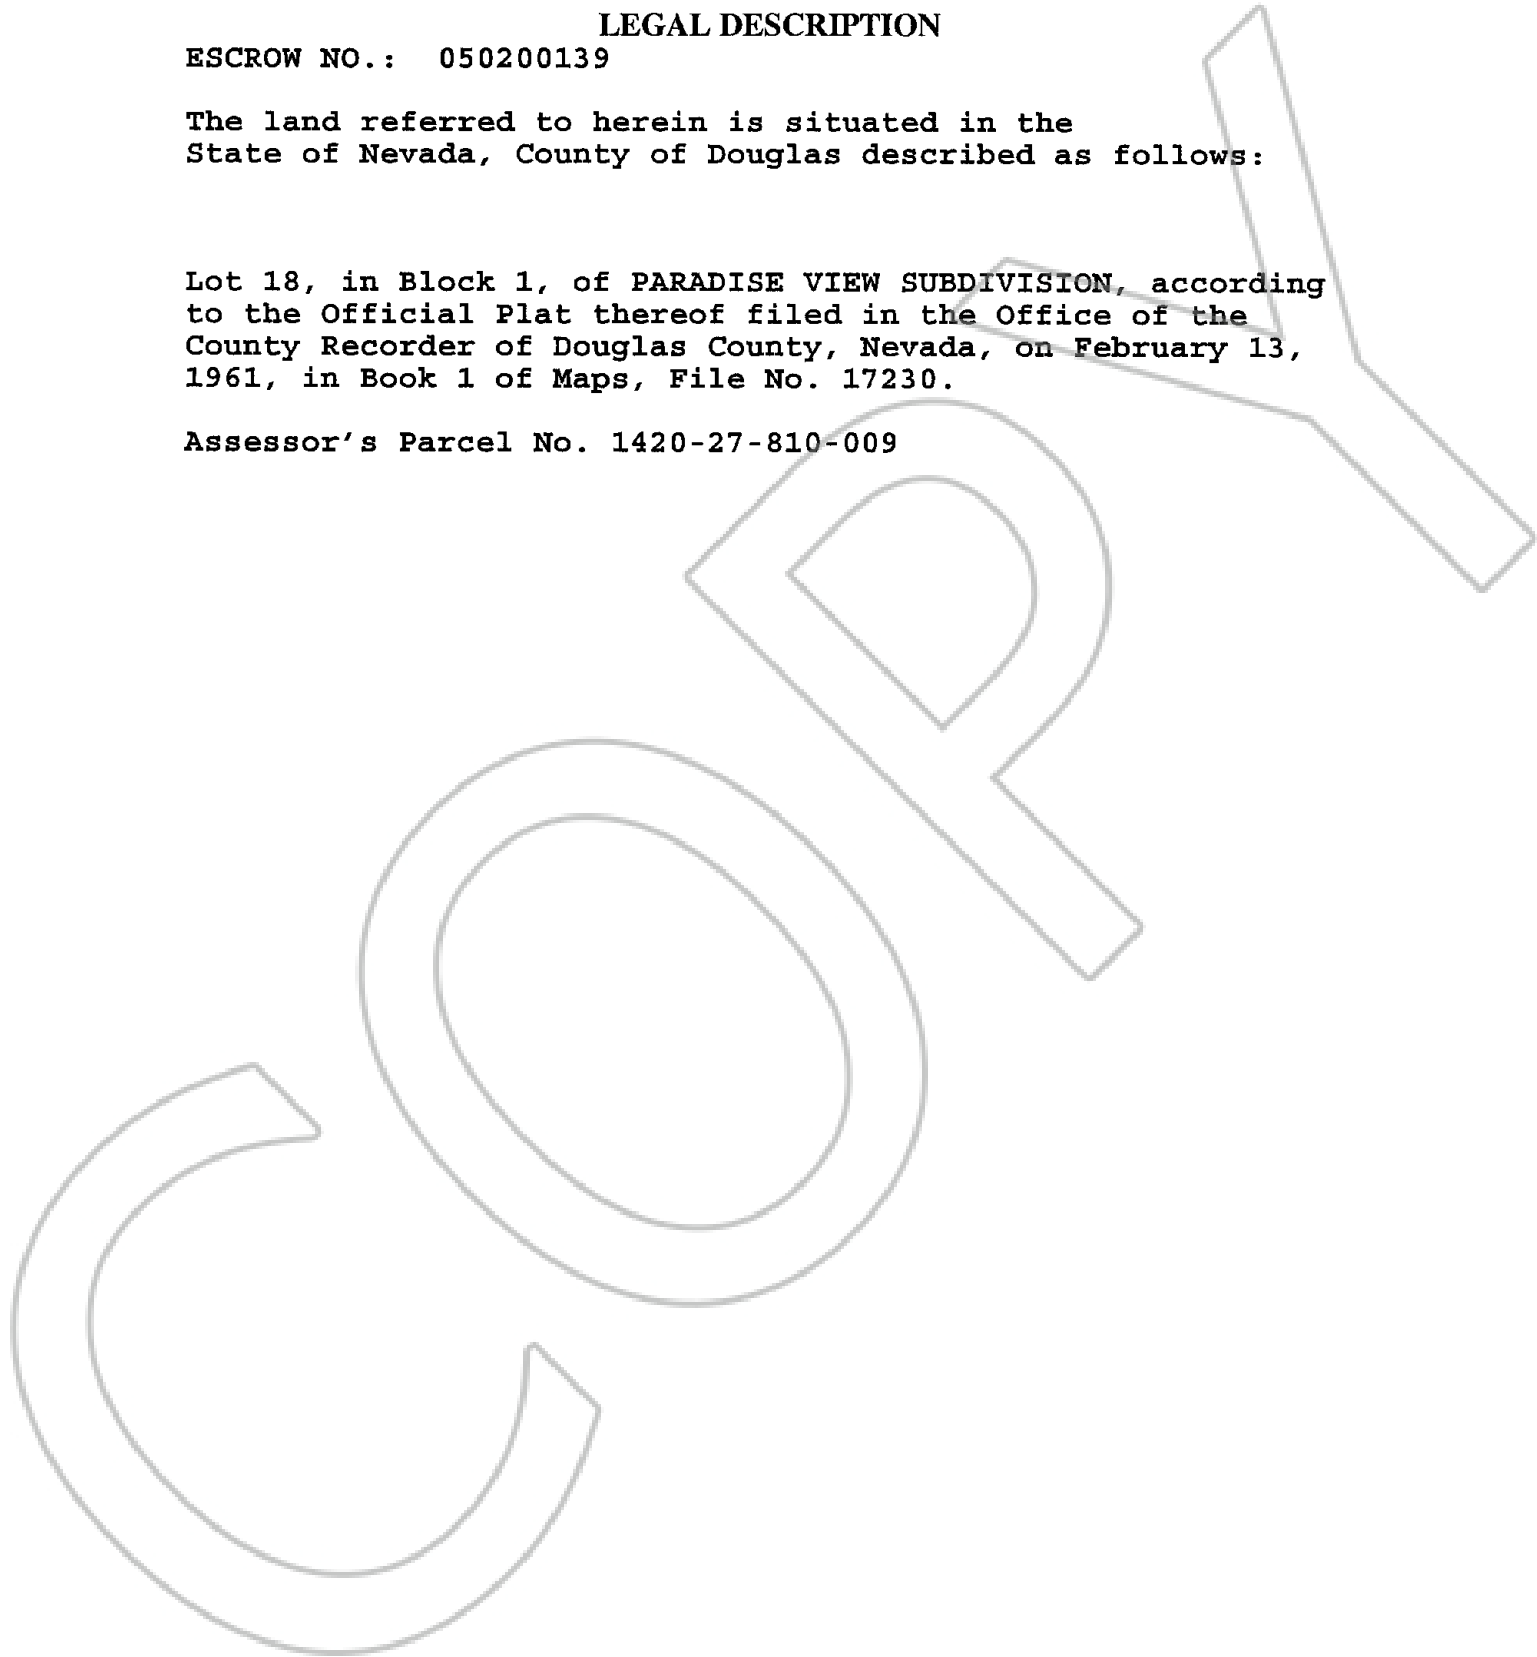 LEGAL DESCRIPTION
ESCROW NO.: 050200139
The land referred to herein is situated in the
State of Nevada, County of Douglas described as follows:
Lot 18, in Block 1, of PARADISE VIEW SUBDIVISION, according
to the Official Plat thereof filed in the Office of the
County Recorder of Douglas County, Nevada, on February 13,
1961, in Book 1 of Maps, File No. 17230.
Assessor's Parcel No. 1420-27-810-009
COPY